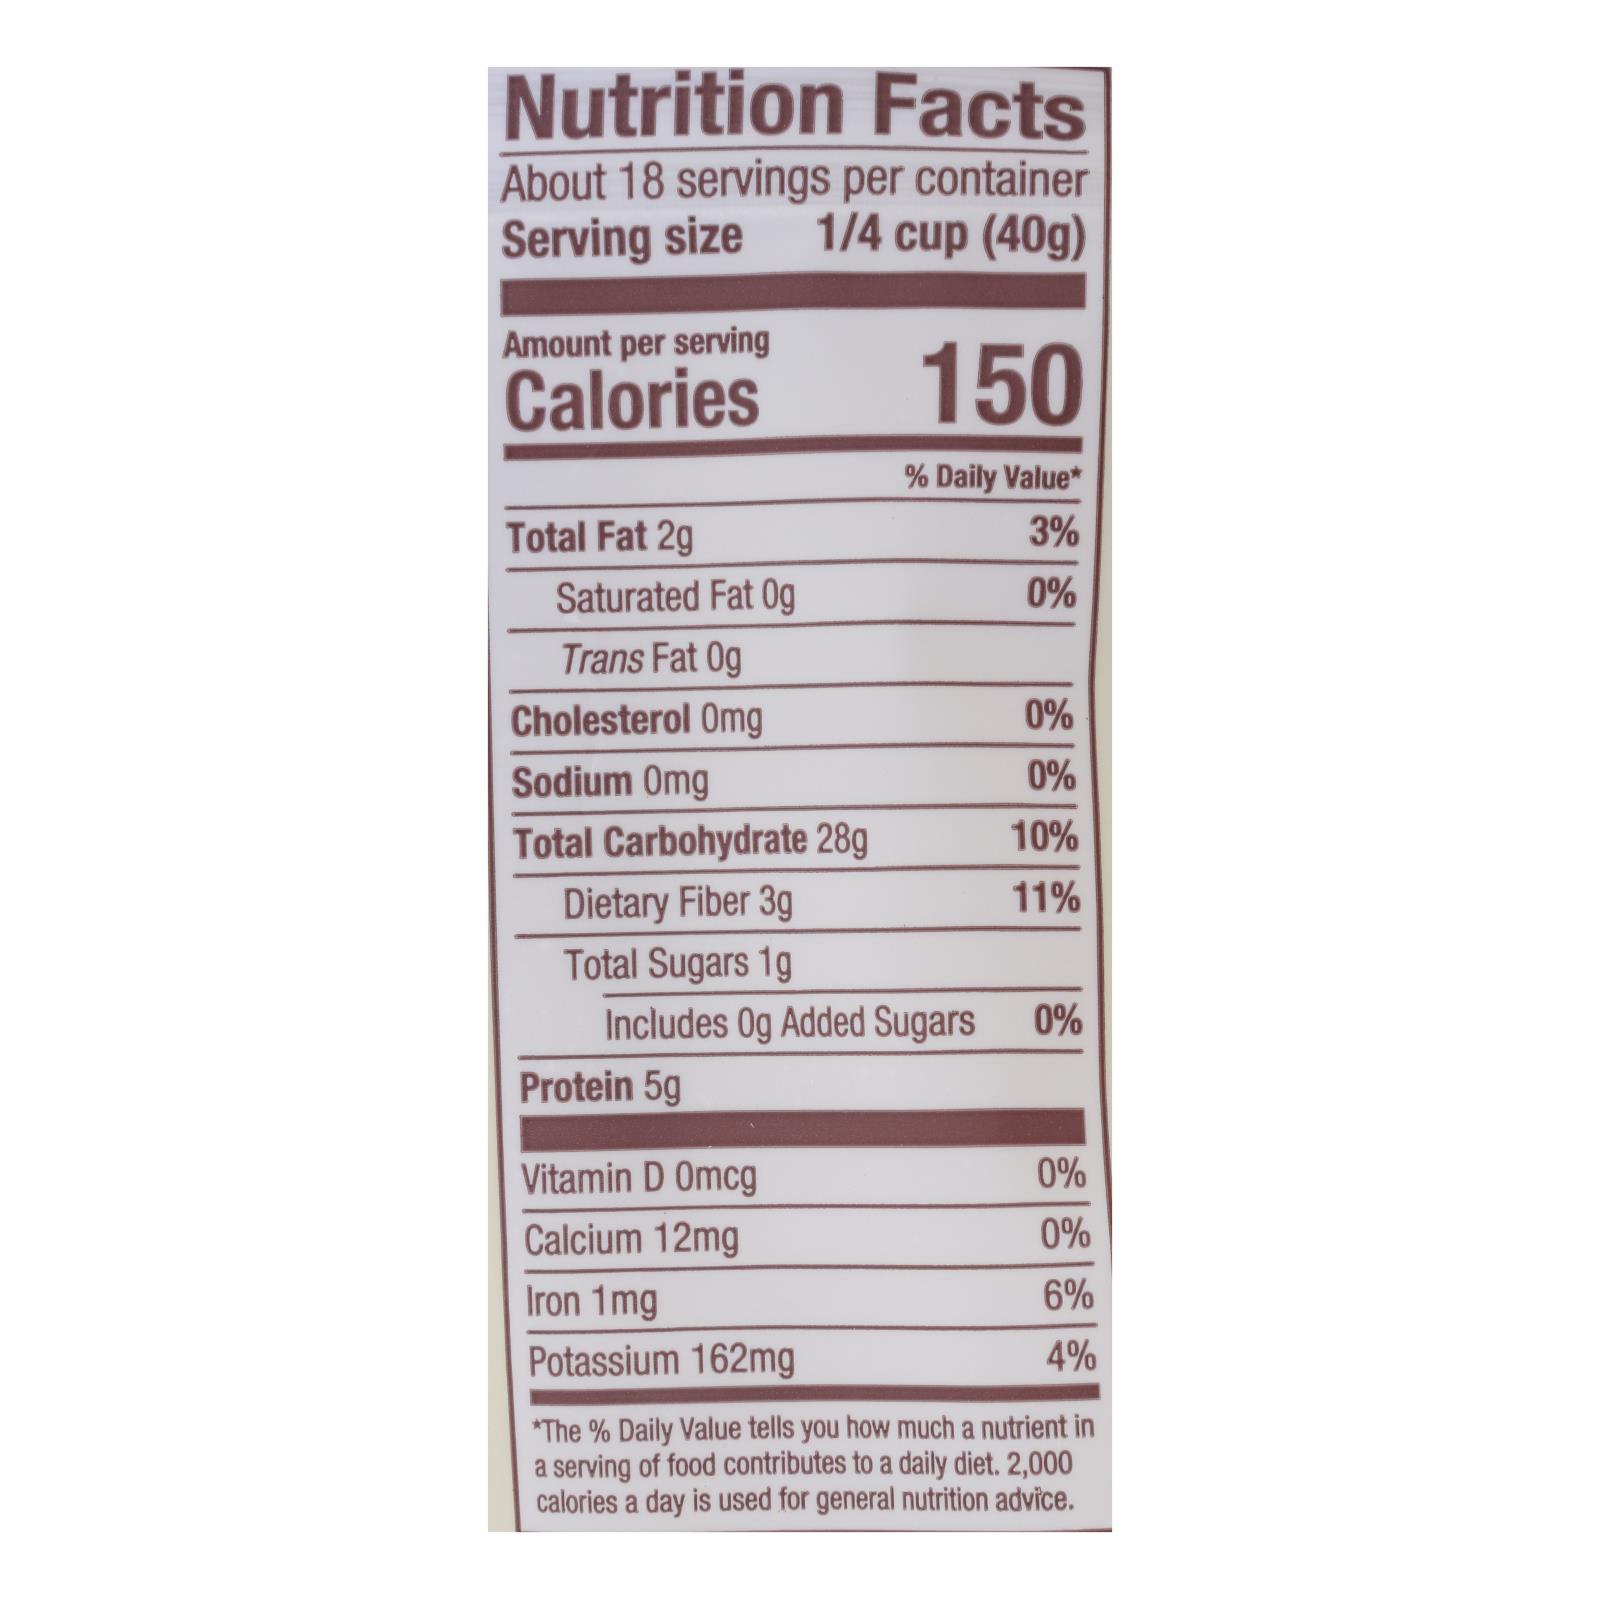 Nutrition Facts
About 18 servings per container
Serving size 1/4 cup (40g)
Amount per serving
Calories 150
% Daily Value*
Total Fat 2g 3%
Saturated Fat 0g 0%
Trans Fat 0g
Cholesterol 0mg 0%
Sodium 0mg 0%
Total Carbohydrate 28g 10%
Dietary Fiber 3g 11%
Total Sugars 1g
Includes 0g Added Sugars 0%
Protein 5g
Vitamin D 0mcg 0%
Calcium 12mg 0%
Iron 1mg 6%
Potassium 162mg 4%
*The % Daily Value tells you how much a nutrient in
a serving of food contributes to a daily diet. 2,000
calories a day is used for general nutrition advice.